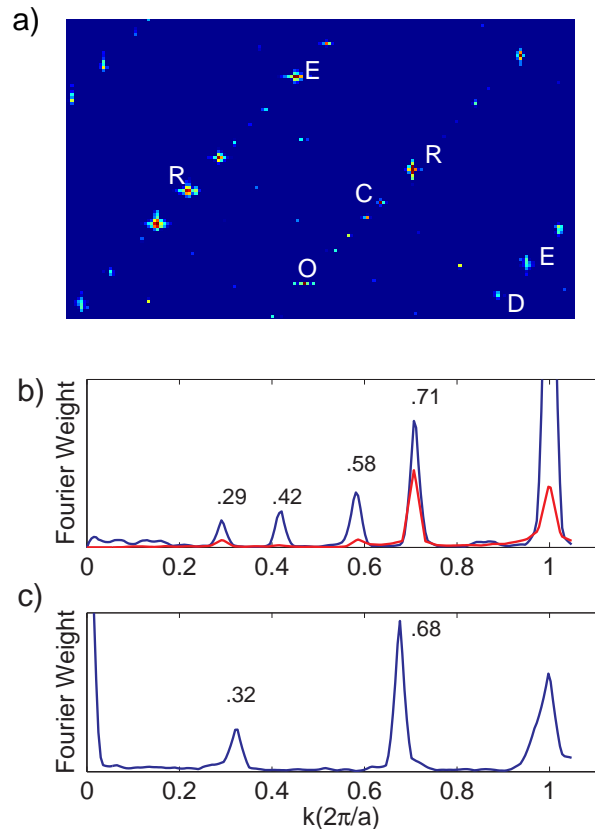 a)
E
R
R
C
O
E
D
b)
Fourier Weight
.29
.42
.58
.71
0
0.2
0.4
0.6
0.8
1
c)
Fourier Weight
.32
.68
0
0.2
0.4
0.6
0.8
1
k(2π/a)